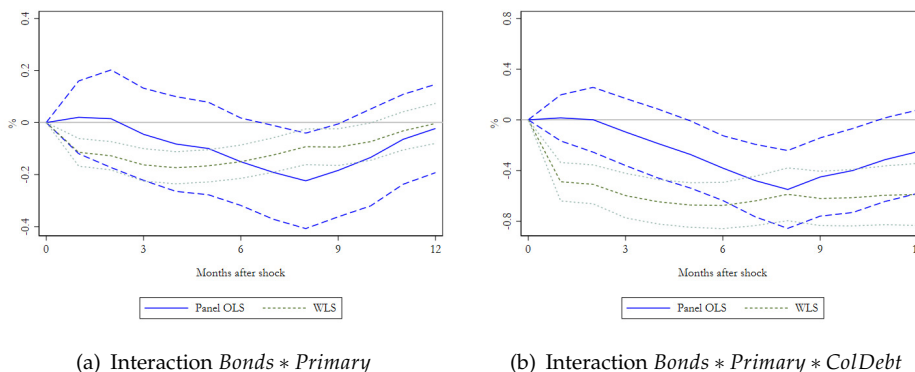 0.4
0.2
0
-0.2
-0.4
%
0 3 6 9 12
Months after shock
Panel OLS WLS
(a) Interaction Bonds * Primary
0.8
0.4
0
-0.4
-0.8
%
0 3 6 9 1
Months after shock
Panel OLS WLS
(b) Interaction Bonds * Primary * ColDebt